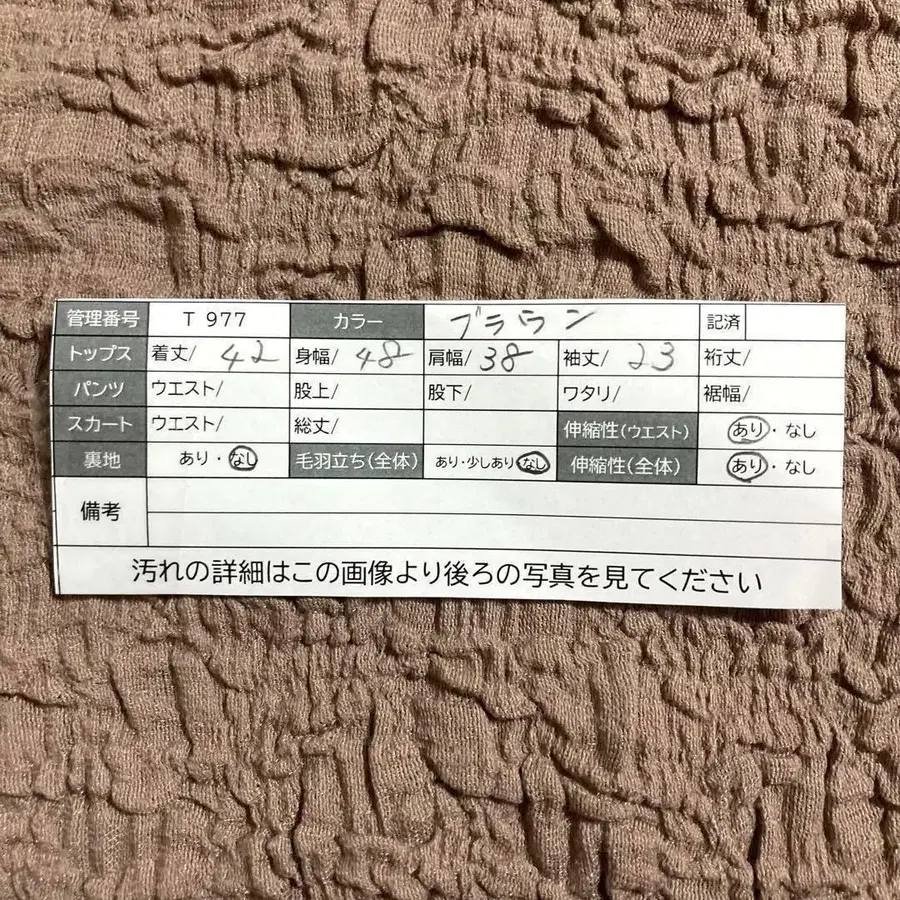 管理番号 T 977 カラー ブラウン 記済
トップス 着丈/ 42 身幅/ 48 肩幅/ 38 袖丈/ 23 裄丈/
パンツ ウエスト/ 股上/ 股下/ ワタリ/ 裾幅/
スカート ウエスト/ 総丈/ 伸縮性(ウエスト) あり・なし
裏地 あり・なし 毛羽立ち(全体) あり・少しあり なし 伸縮性(全体) あり・なし
備考
汚れの詳細はこの画像より後ろの写真を見てください